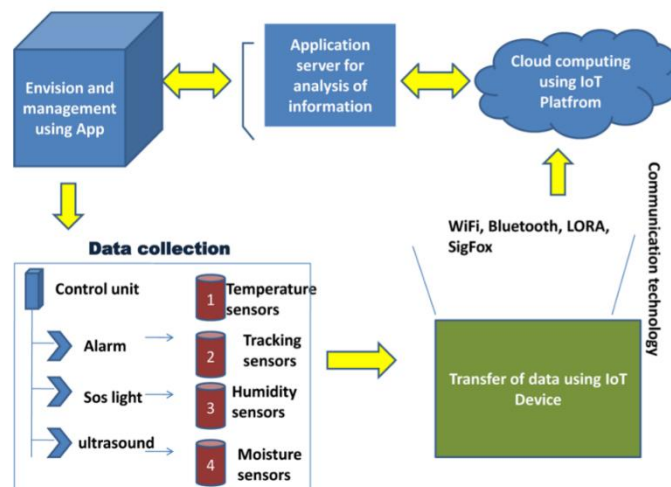 Envision and
management
using App
Application
server for
analysis of
information
Cloud computing
using IoT
Platfrom
WiFi, Bluetooth, LORA,
SigFox
Communication technology
Data collection
Control unit
Alarm
Sos light
ultrasound
1
Temperature
sensors
2
Tracking
sensors
3
Humidity
sensors
4
Moisture
sensors
Transfer of data using IoT
Device